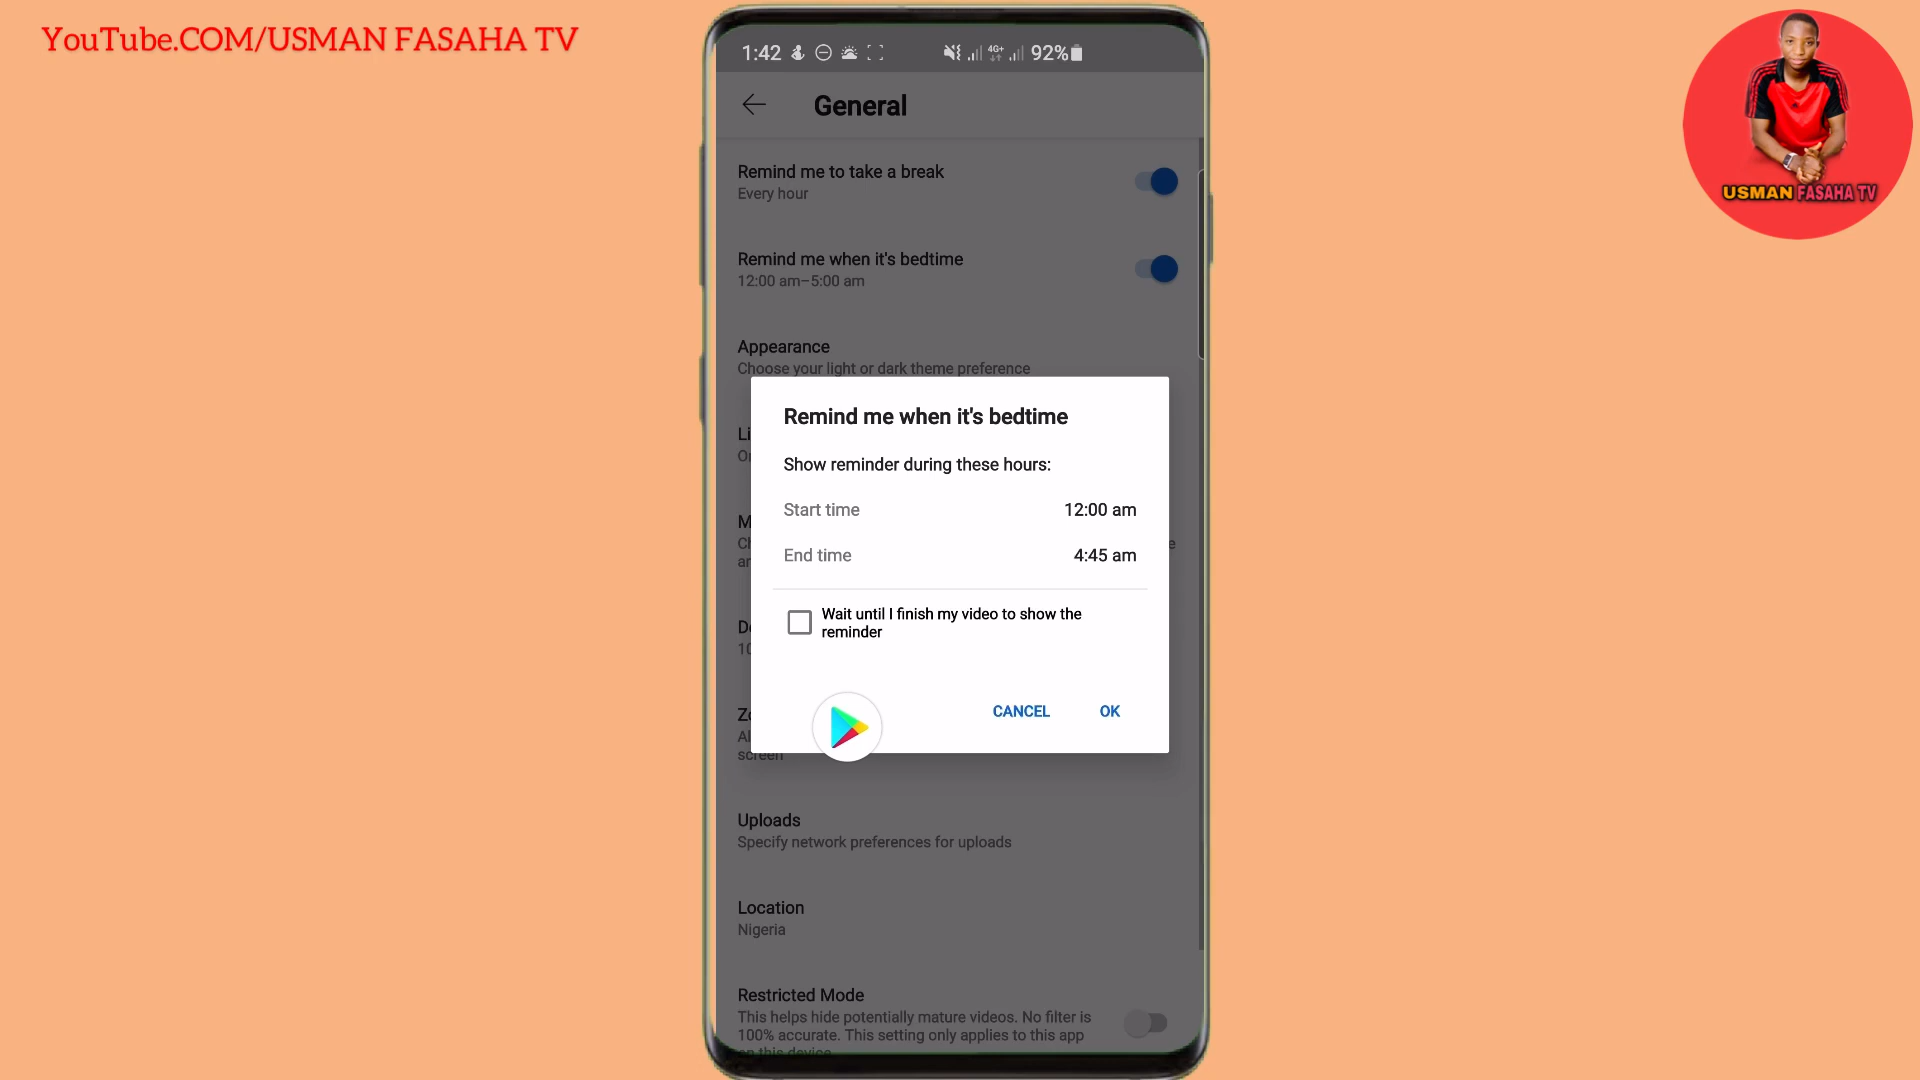 YouTube.COM/USMAN FASAHA TV
USMAN FASAHA TV
1:42
4G+
92%
General
Remind me to take a break
Every hour
Remind me when it's bedtime
12:00 am–5:00 am
Appearance
Choose your light or dark theme preference
Remind me when it's bedtime
Show reminder during these hours:
Start time 12:00 am
End time 4:45 am
Wait until I finish my video to show the
reminder
CANCEL OK
screen
Uploads
Specify network preferences for uploads
Location
Nigeria
Restricted Mode
This helps hide potentially mature videos. No filter is
100% accurate. This setting only applies to this app
on this device.